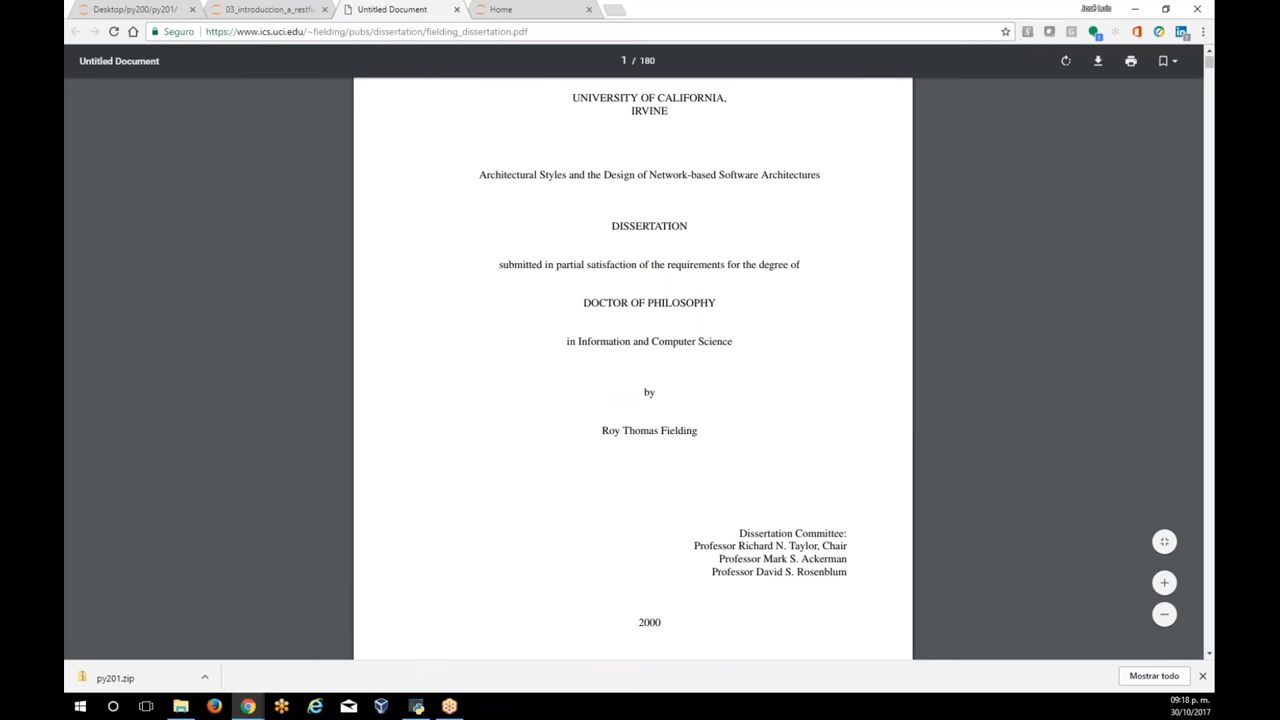 Desktop/py200/py201/
03_introduccion_a_restfu
Untitled Document
Home
José Luis
Seguro
https://www.ics.uci.edu/~fielding/pubs/dissertation/fielding_dissertation.pdf
Untitled Document
1 / 180
UNIVERSITY OF CALIFORNIA,
IRVINE
Architectural Styles and the Design of Network-based Software Architectures
DISSERTATION
submitted in partial satisfaction of the requirements for the degree of
DOCTOR OF PHILOSOPHY
in Information and Computer Science
by
Roy Thomas Fielding
Dissertation Committee:
Professor Richard N. Taylor, Chair
Professor Mark S. Ackerman
Professor David S. Rosenblum
2000
py201.zip
Mostrar todo
09:18 p. m.
30/10/2017